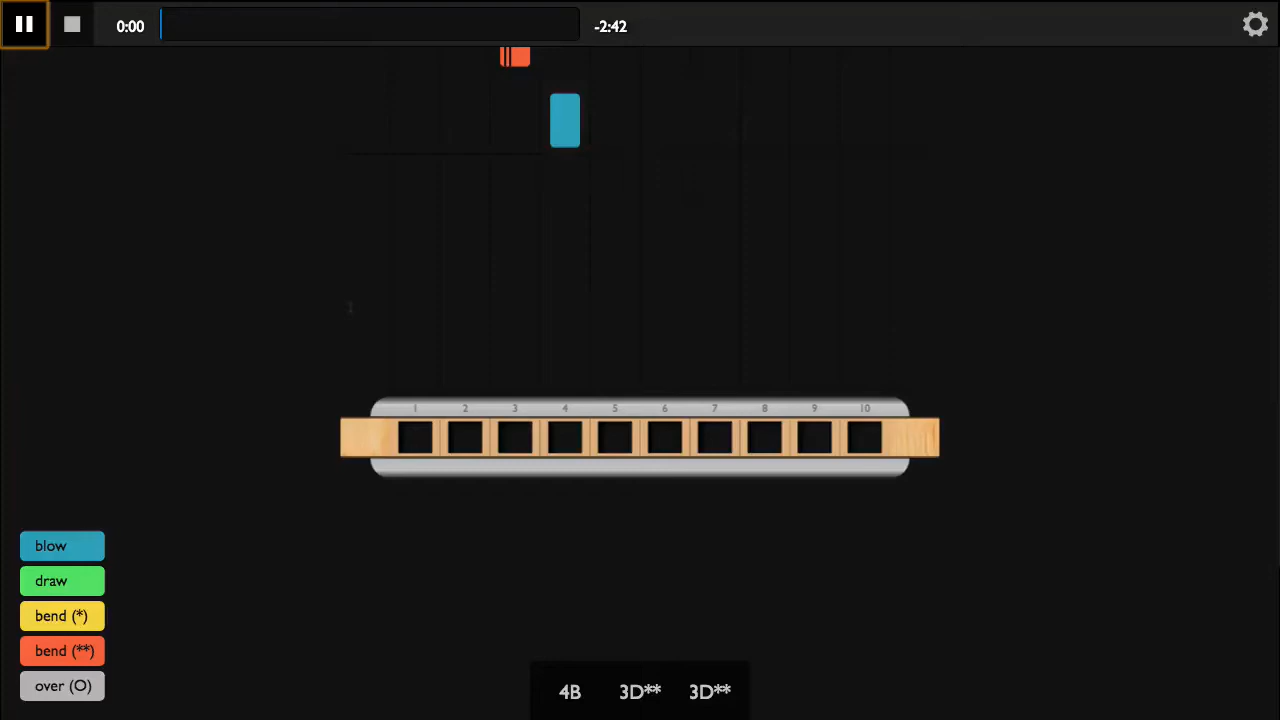 0:00 -2:42
1
1 2 3 4 5 6 7 8 9 10
blow
draw
bend (*)
bend (**)
over (O)
4B 3D** 3D**